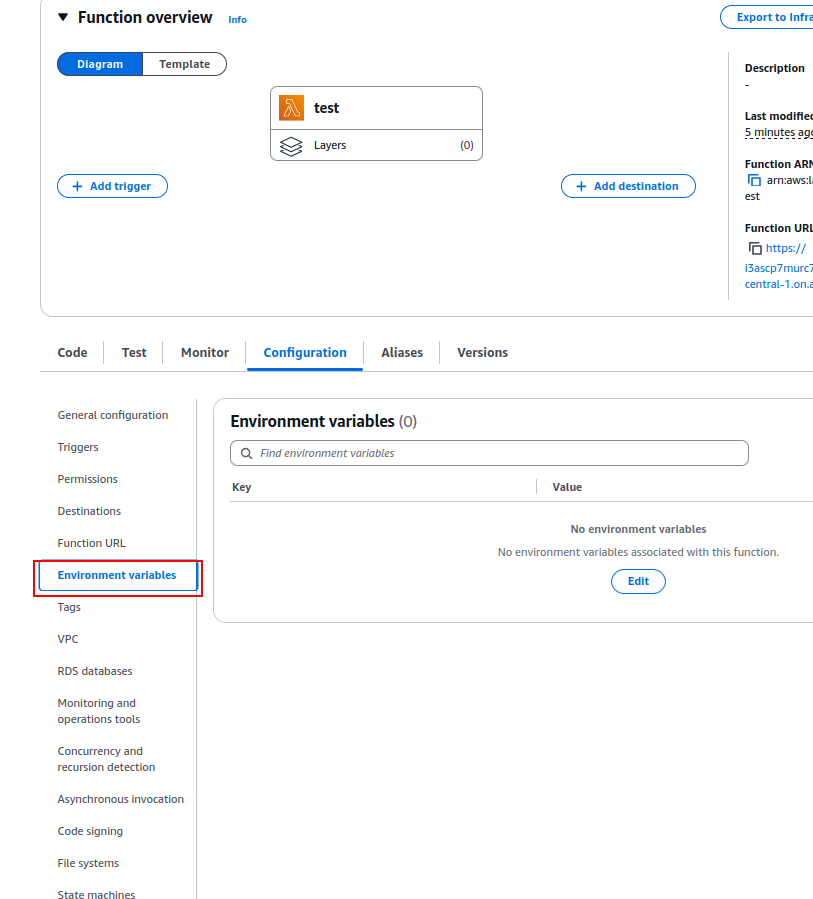 Function overview Info
Export to Infra
Diagram Template
test
Layers (0)
Add trigger
Add destination
Description
-
Last modified
5 minutes ago
Function ARN
arn:aws:la
est
Function URL
https://
i3ascp7murc7
central-1.on.a
Code Test Monitor Configuration Aliases Versions
General configuration
Triggers
Permissions
Destinations
Function URL
Environment variables
Tags
VPC
RDS databases
Monitoring and
operations tools
Concurrency and
recursion detection
Asynchronous invocation
Code signing
File systems
State machines
Environment variables (0)
Find environment variables
Key Value
No environment variables
No environment variables associated with this function.
Edit